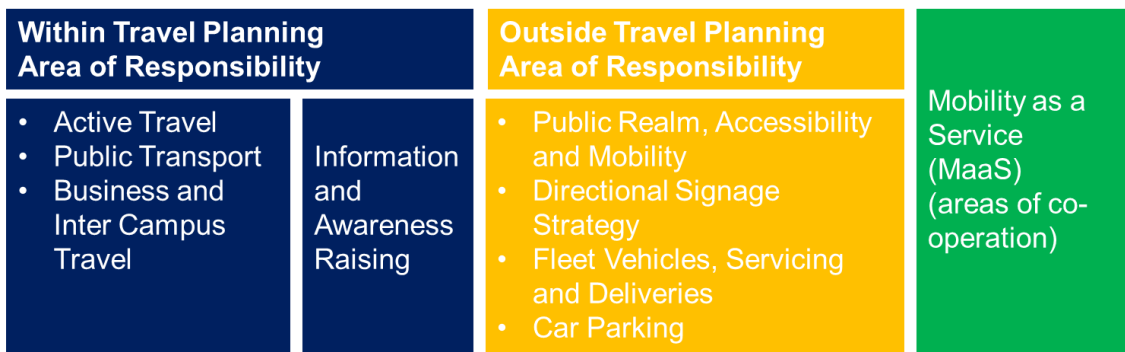 Within Travel Planning
Area of Responsibility
• Active Travel
• Public Transport
• Business and
Inter Campus
Travel
Information
and
Awareness
Raising
Outside Travel Planning
Area of Responsibility
• Public Realm, Accessibility
and Mobility
• Directional Signage
Strategy
• Fleet Vehicles, Servicing
and Deliveries
• Car Parking
Mobility as a
Service
(MaaS)
(areas of co-
operation)